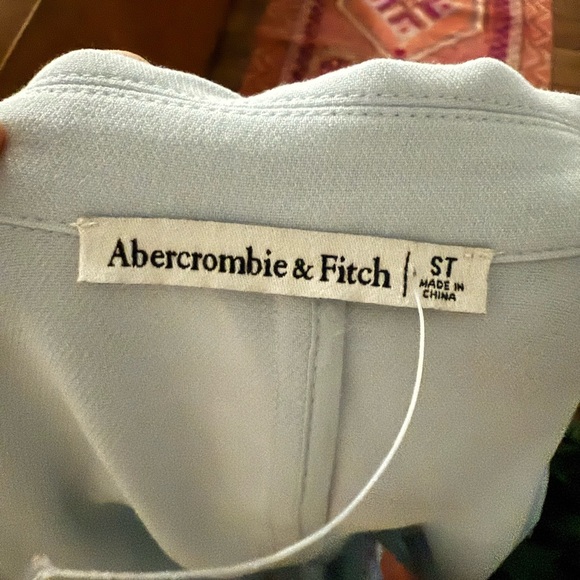 Abercrombie & Fitch | ST
MADE IN
CHINA